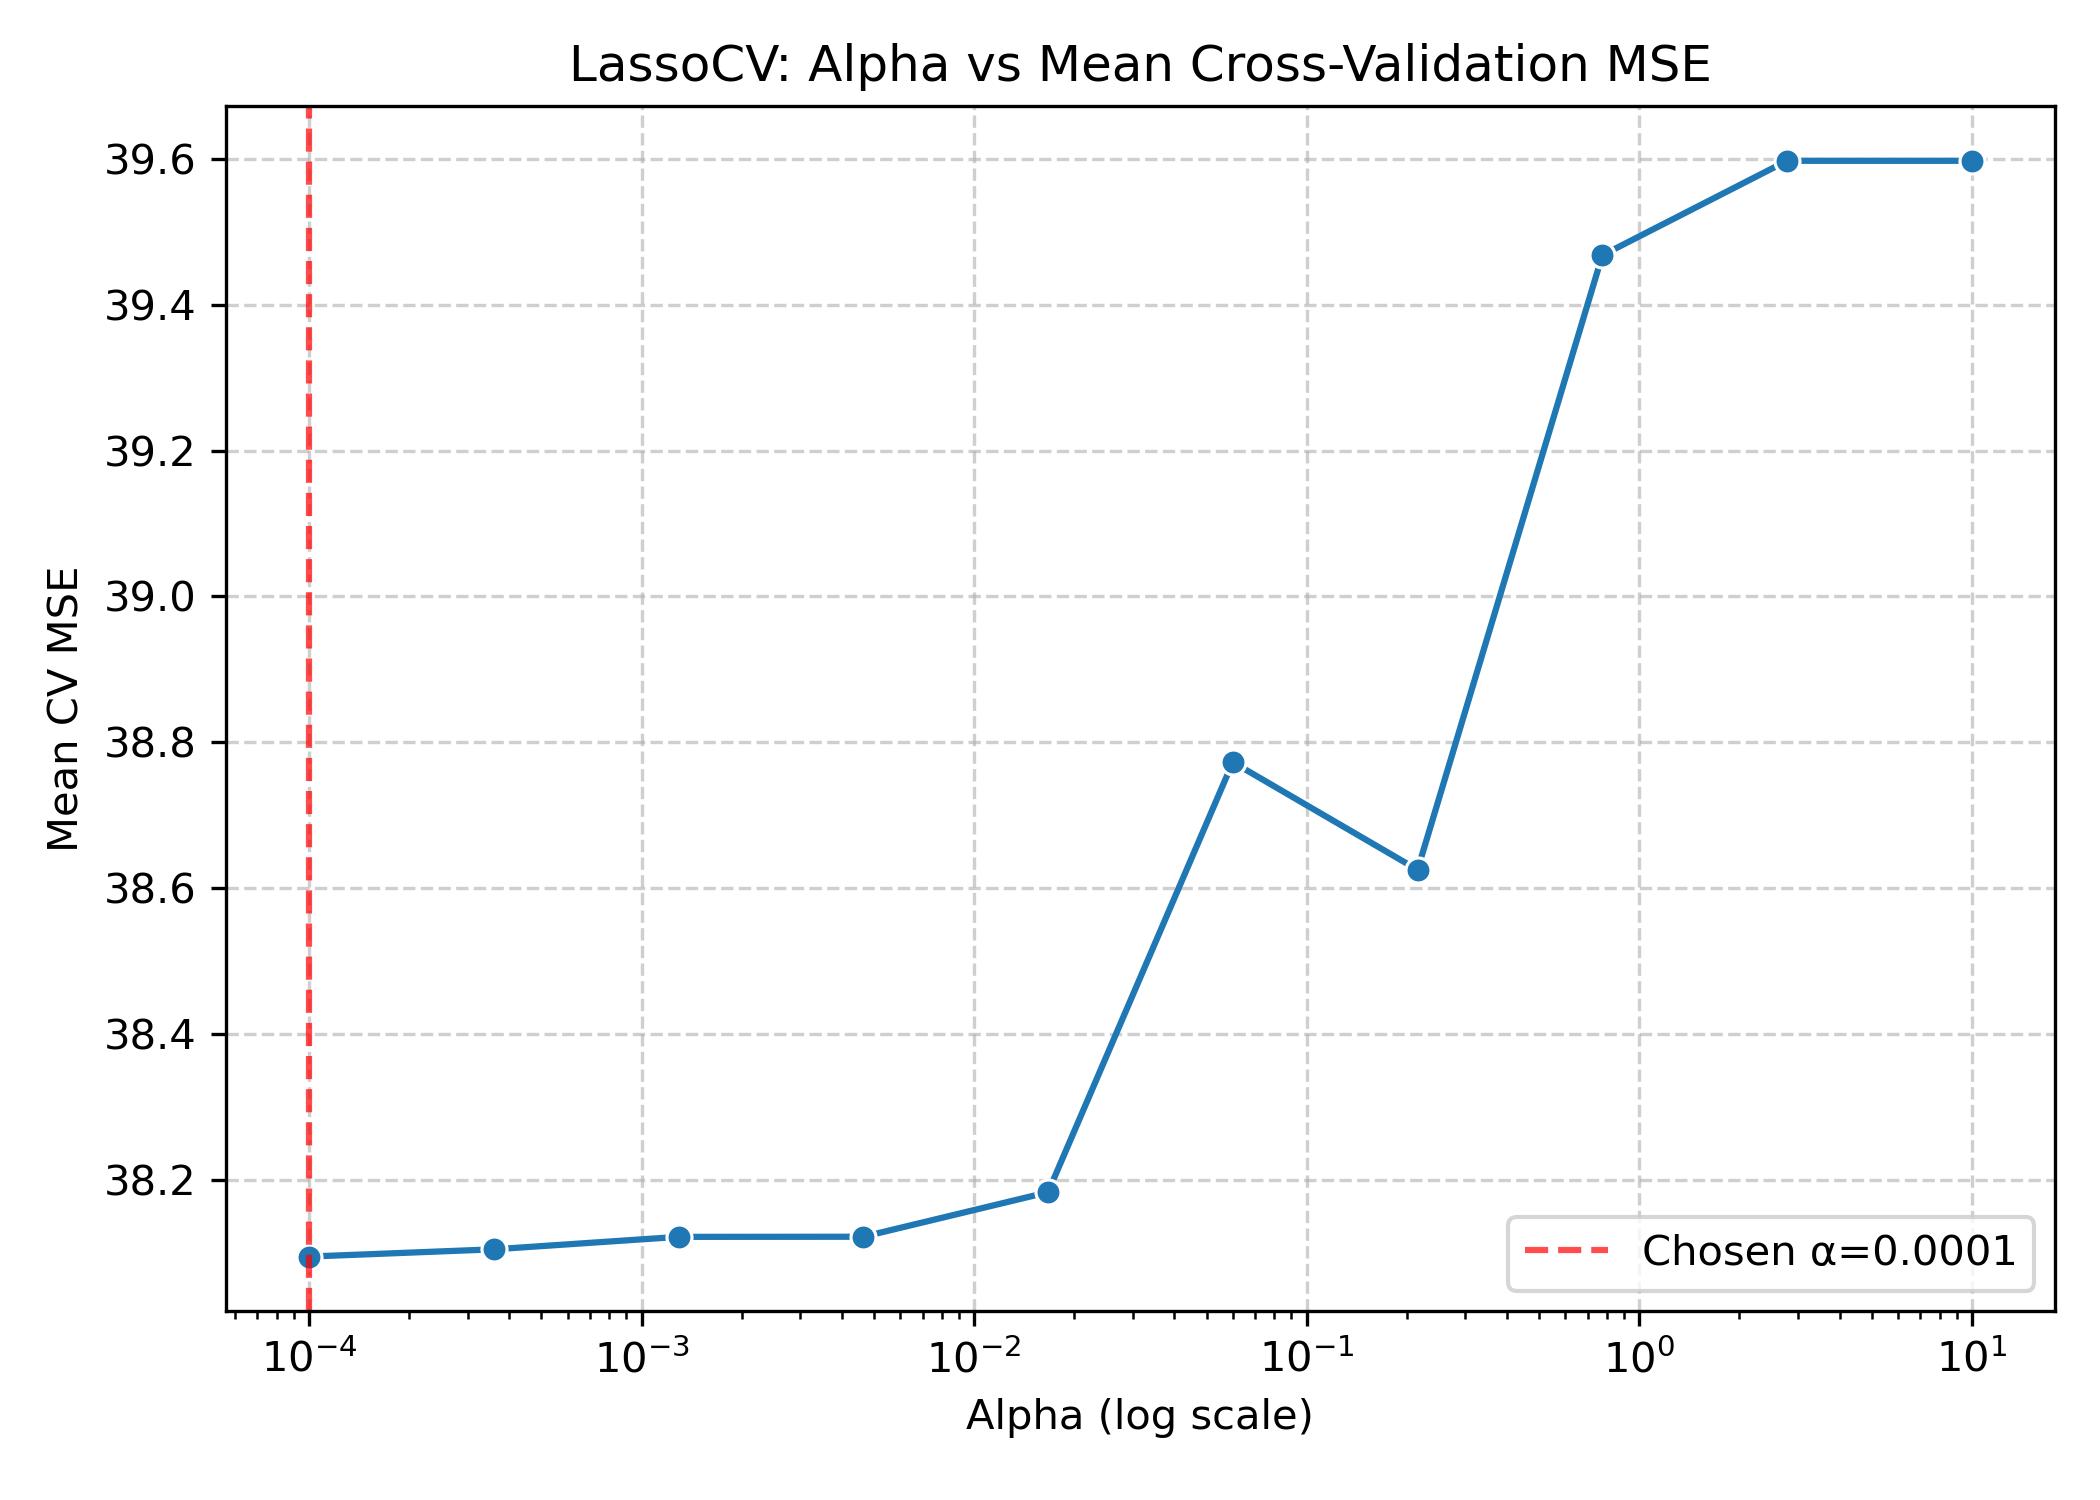 LassoCV: Alpha vs Mean Cross-Validation MSE
Mean CV MSE
39.6
39.4
39.2
39.0
38.8
38.6
38.4
38.2
Chosen α=0.0001
10⁻⁴ 10⁻³ 10⁻² 10⁻¹ 10⁰ 10¹
Alpha (log scale)